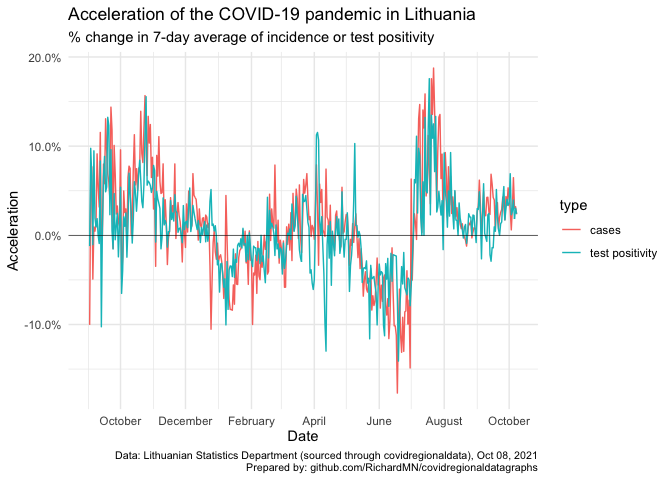 Acceleration of the COVID-19 pandemic in Lithuania
% change in 7-day average of incidence or test positivity
20.0%
10.0%
0.0%
-10.0%
Acceleration
October December February April June August October
Date
type
cases
test positivity
Data: Lithuanian Statistics Department (sourced through covidregionaldata), Oct 08, 2021
Prepared by: github.com/RichardMN/covidregionaldatagraphs